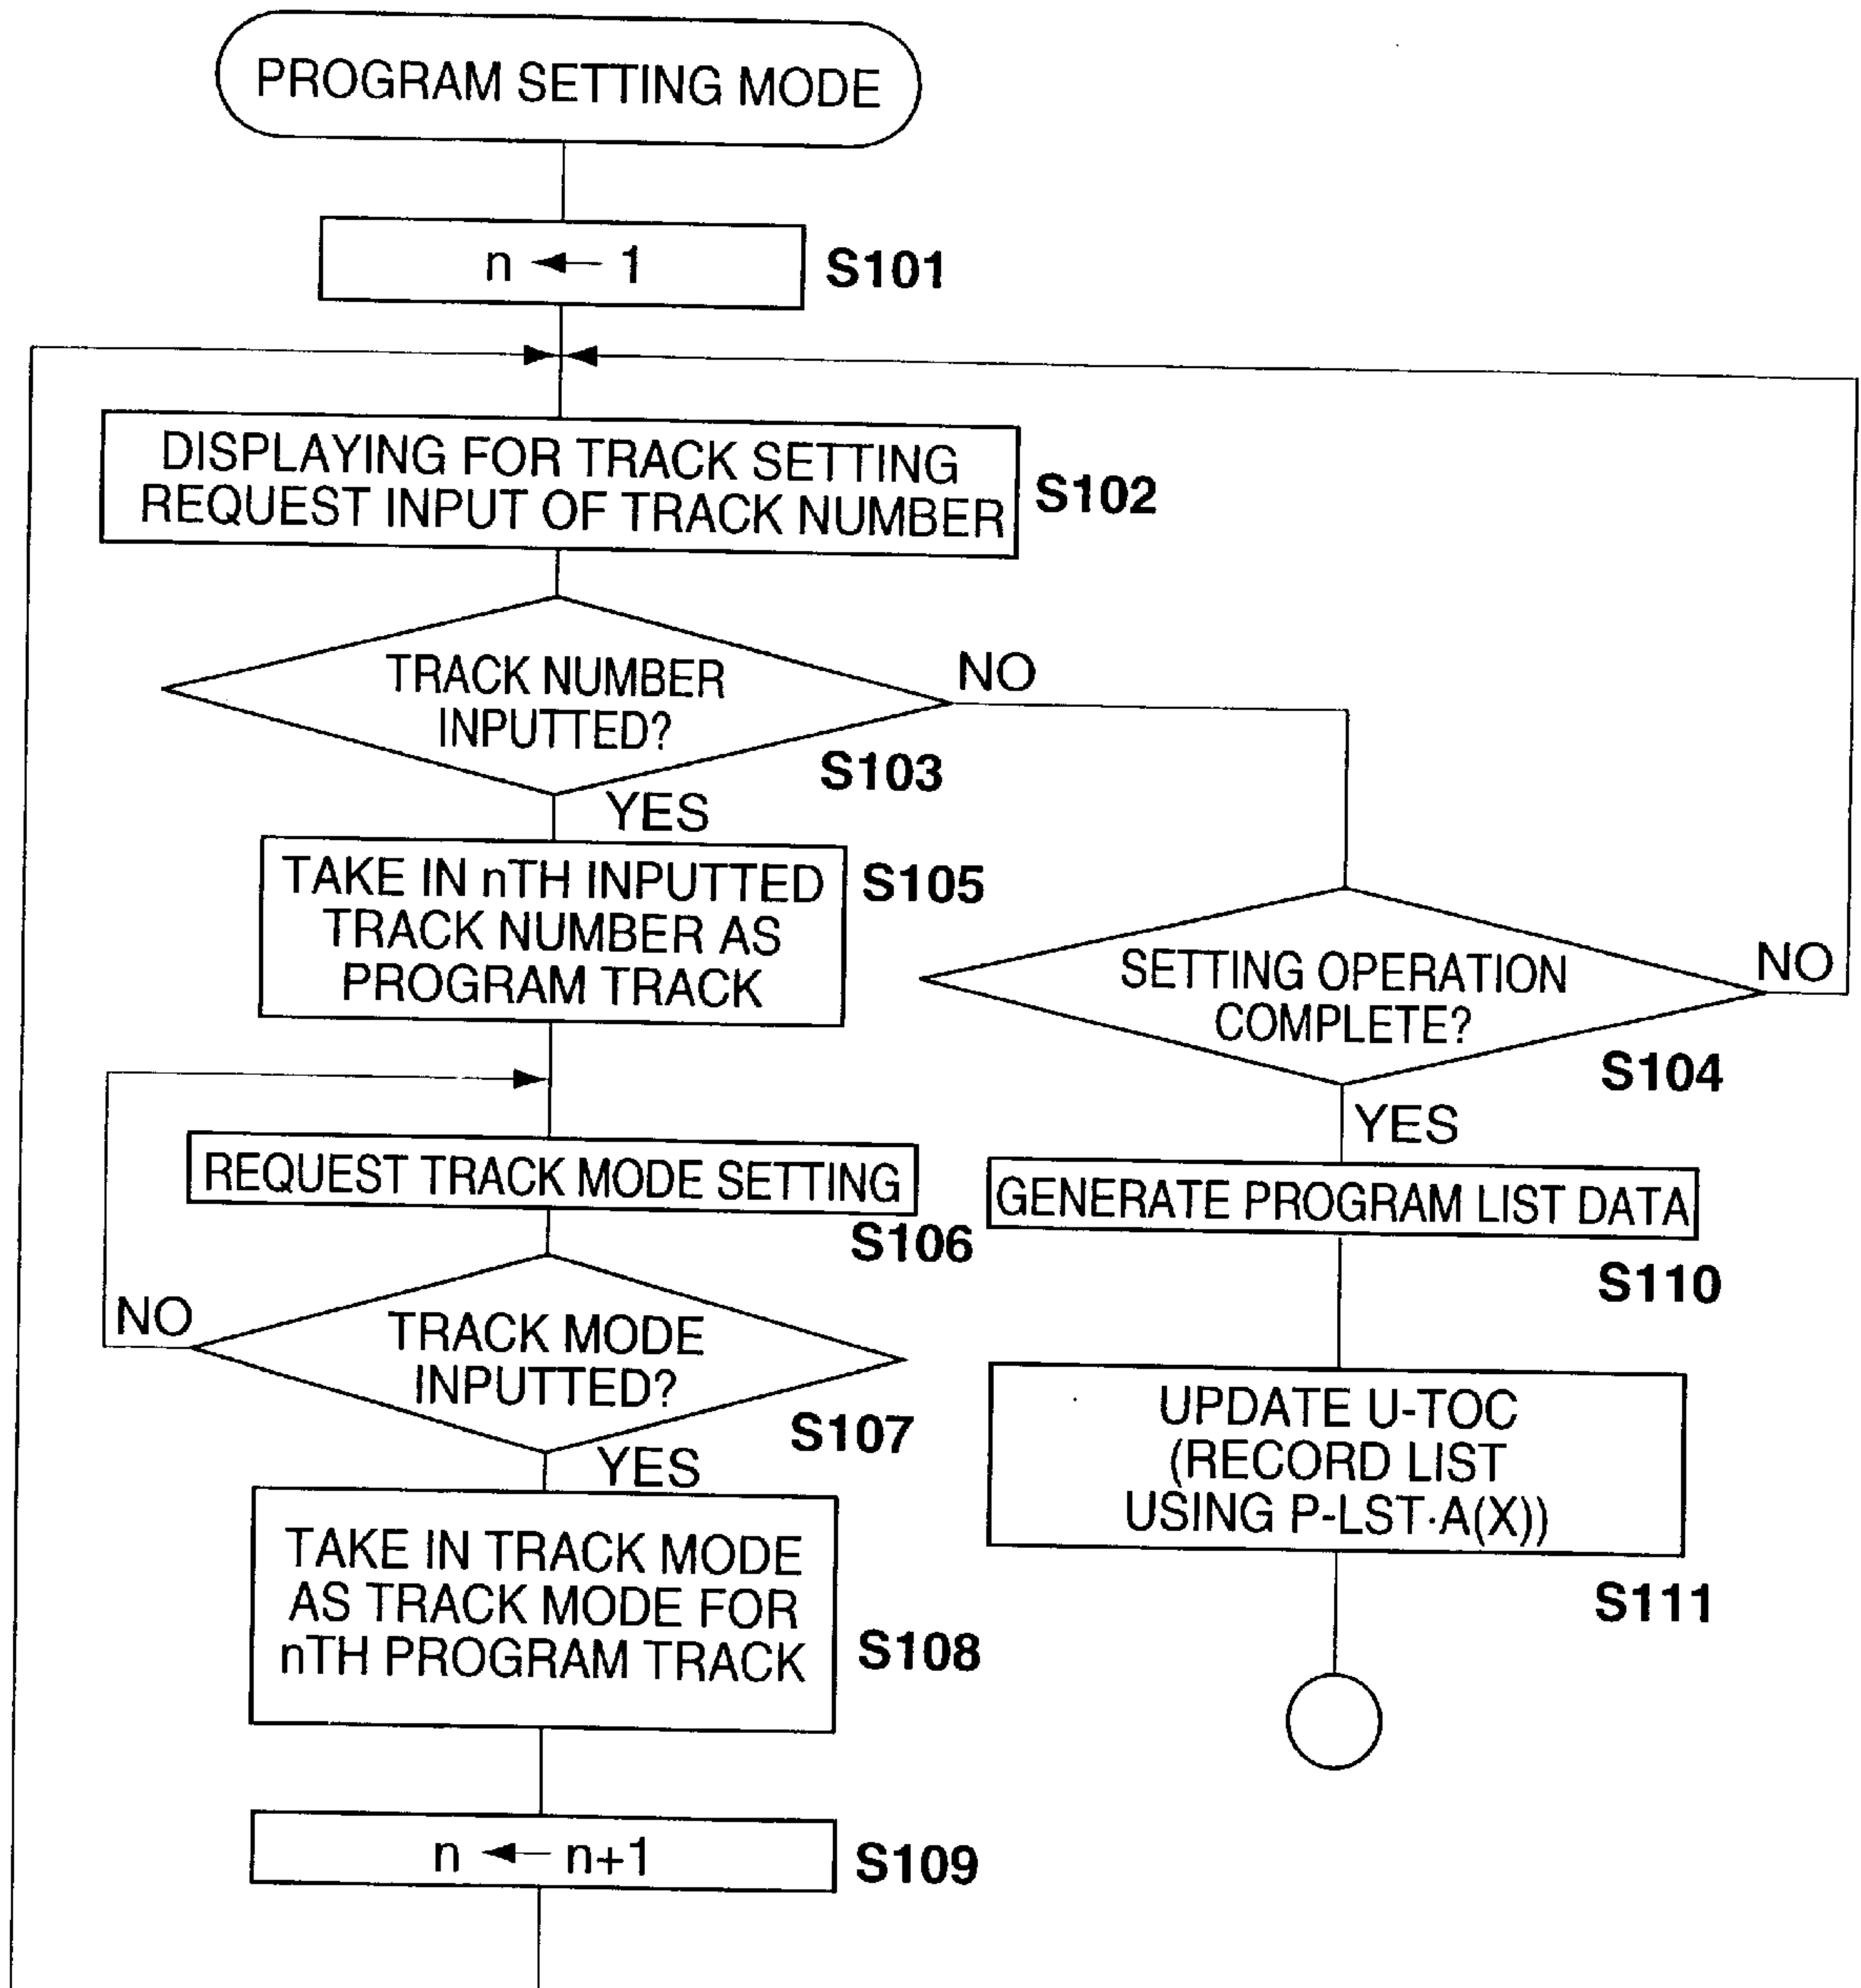 PROGRAM SETTING MODE
n ← 1
S101
DISPLAYING FOR TRACK SETTING
REQUEST INPUT OF TRACK NUMBER
S102
TRACK NUMBER
INPUTTED?
NO
S103
YES
TAKE IN nTH INPUTTED
TRACK NUMBER AS
PROGRAM TRACK
S105
SETTING OPERATION
COMPLETE?
NO
S104
YES
REQUEST TRACK MODE SETTING
S106
GENERATE PROGRAM LIST DATA
S110
NO
TRACK MODE
INPUTTED?
S107
YES
UPDATE U-TOC
(RECORD LIST
USING P-LST·A(X))
S111
TAKE IN TRACK MODE
AS TRACK MODE FOR
nTH PROGRAM TRACK
S108
n ← n+1
S109